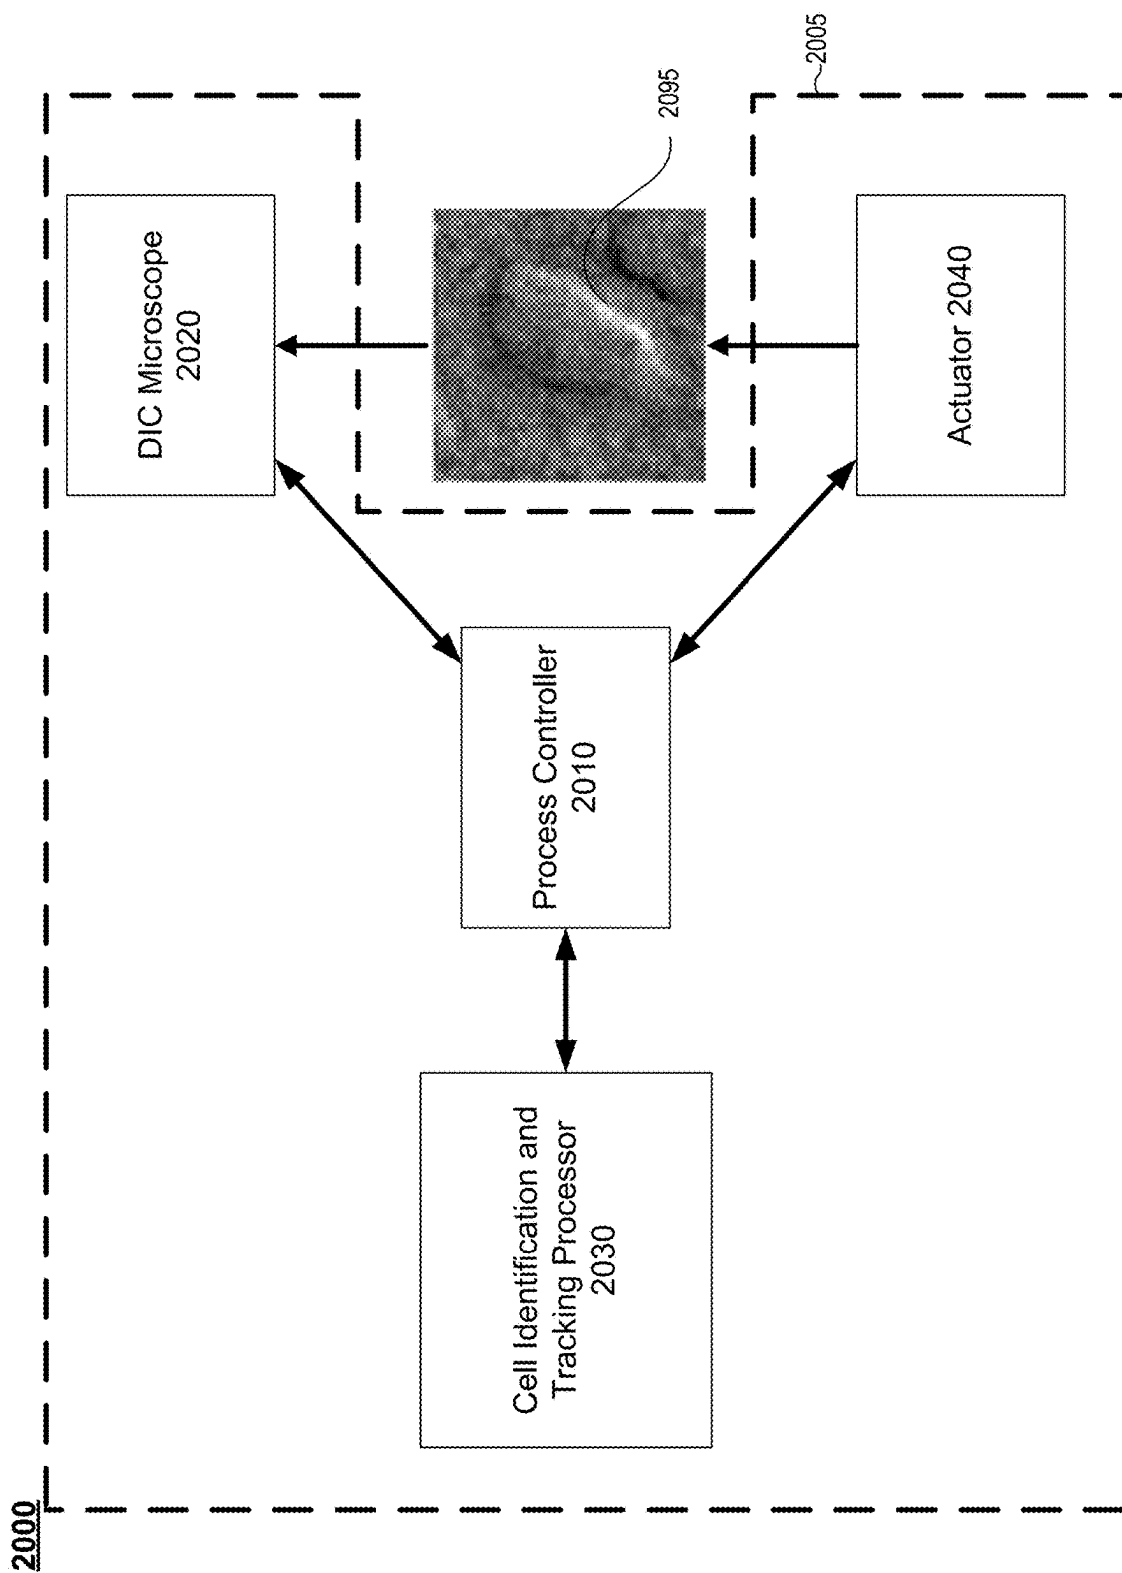 2000
Cell Identification and
Tracking Processor
2030
Process Controller
2010
DIC Microscope
2020
2095
Actuator 2040
2005